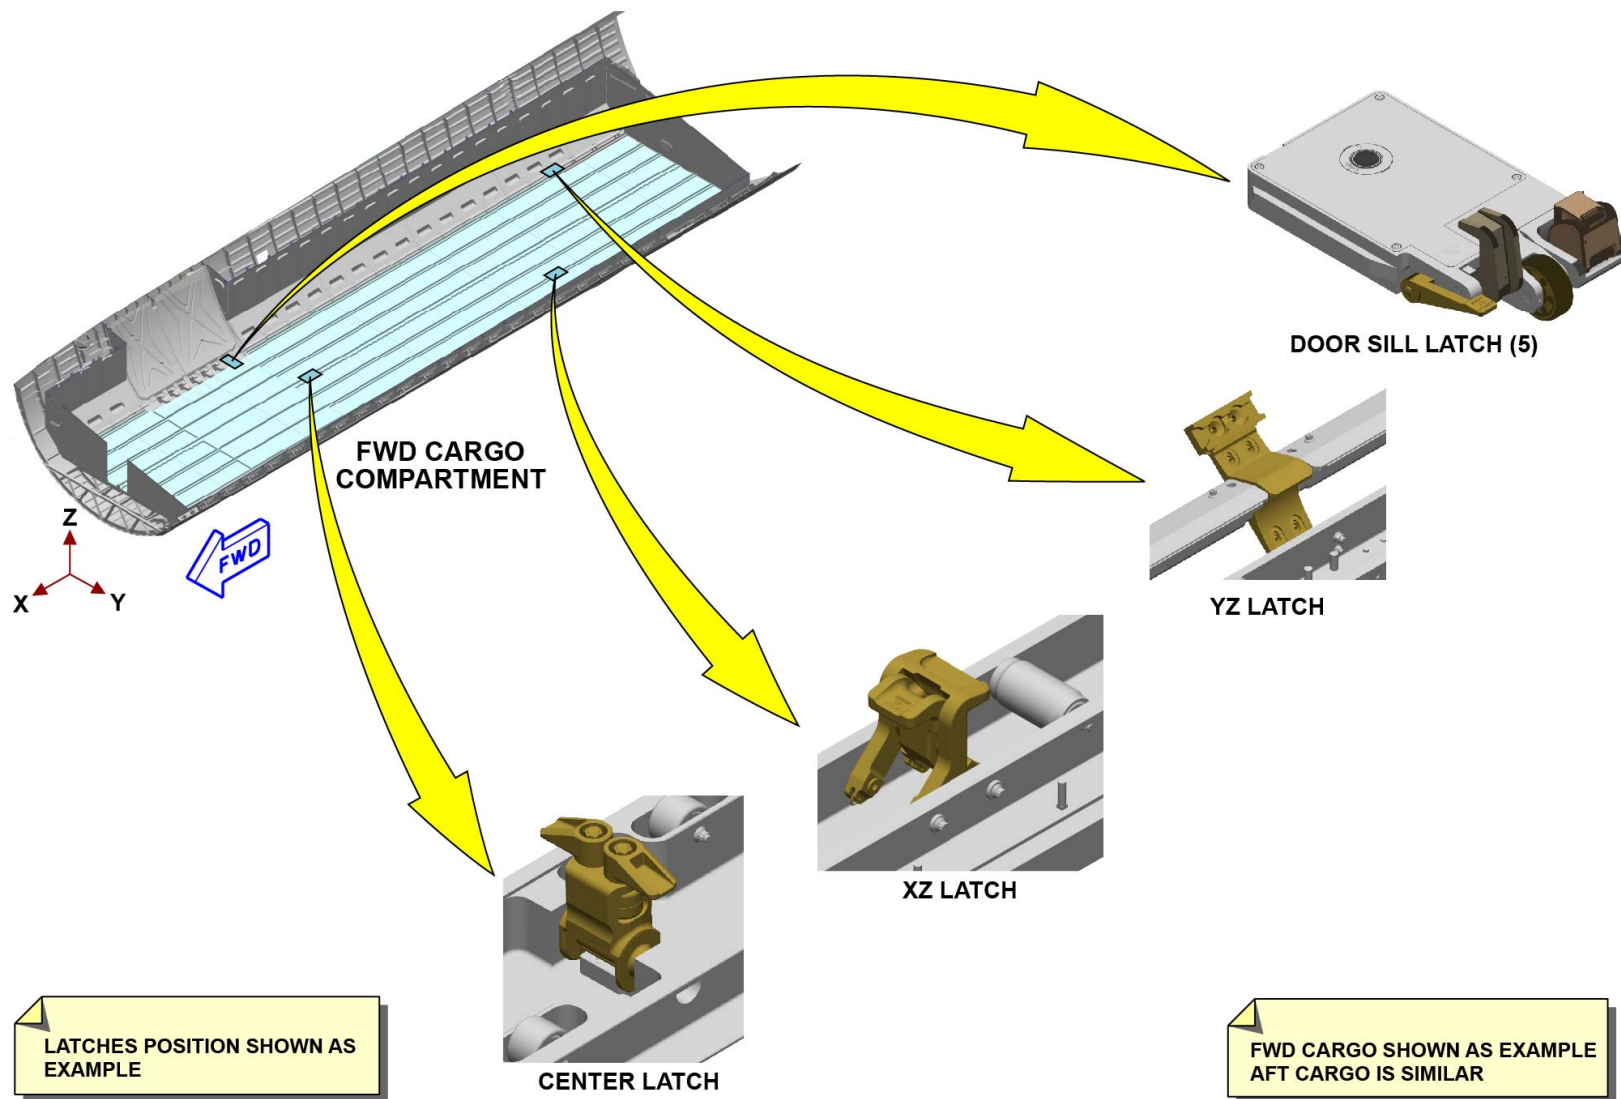 DOOR SILL LATCH (5)
FWD CARGO
COMPARTMENT
Z
X
Y
FWD
YZ LATCH
XZ LATCH
CENTER LATCH
LATCHES POSITION SHOWN AS
EXAMPLE
FWD CARGO SHOWN AS EXAMPLE
AFT CARGO IS SIMILAR